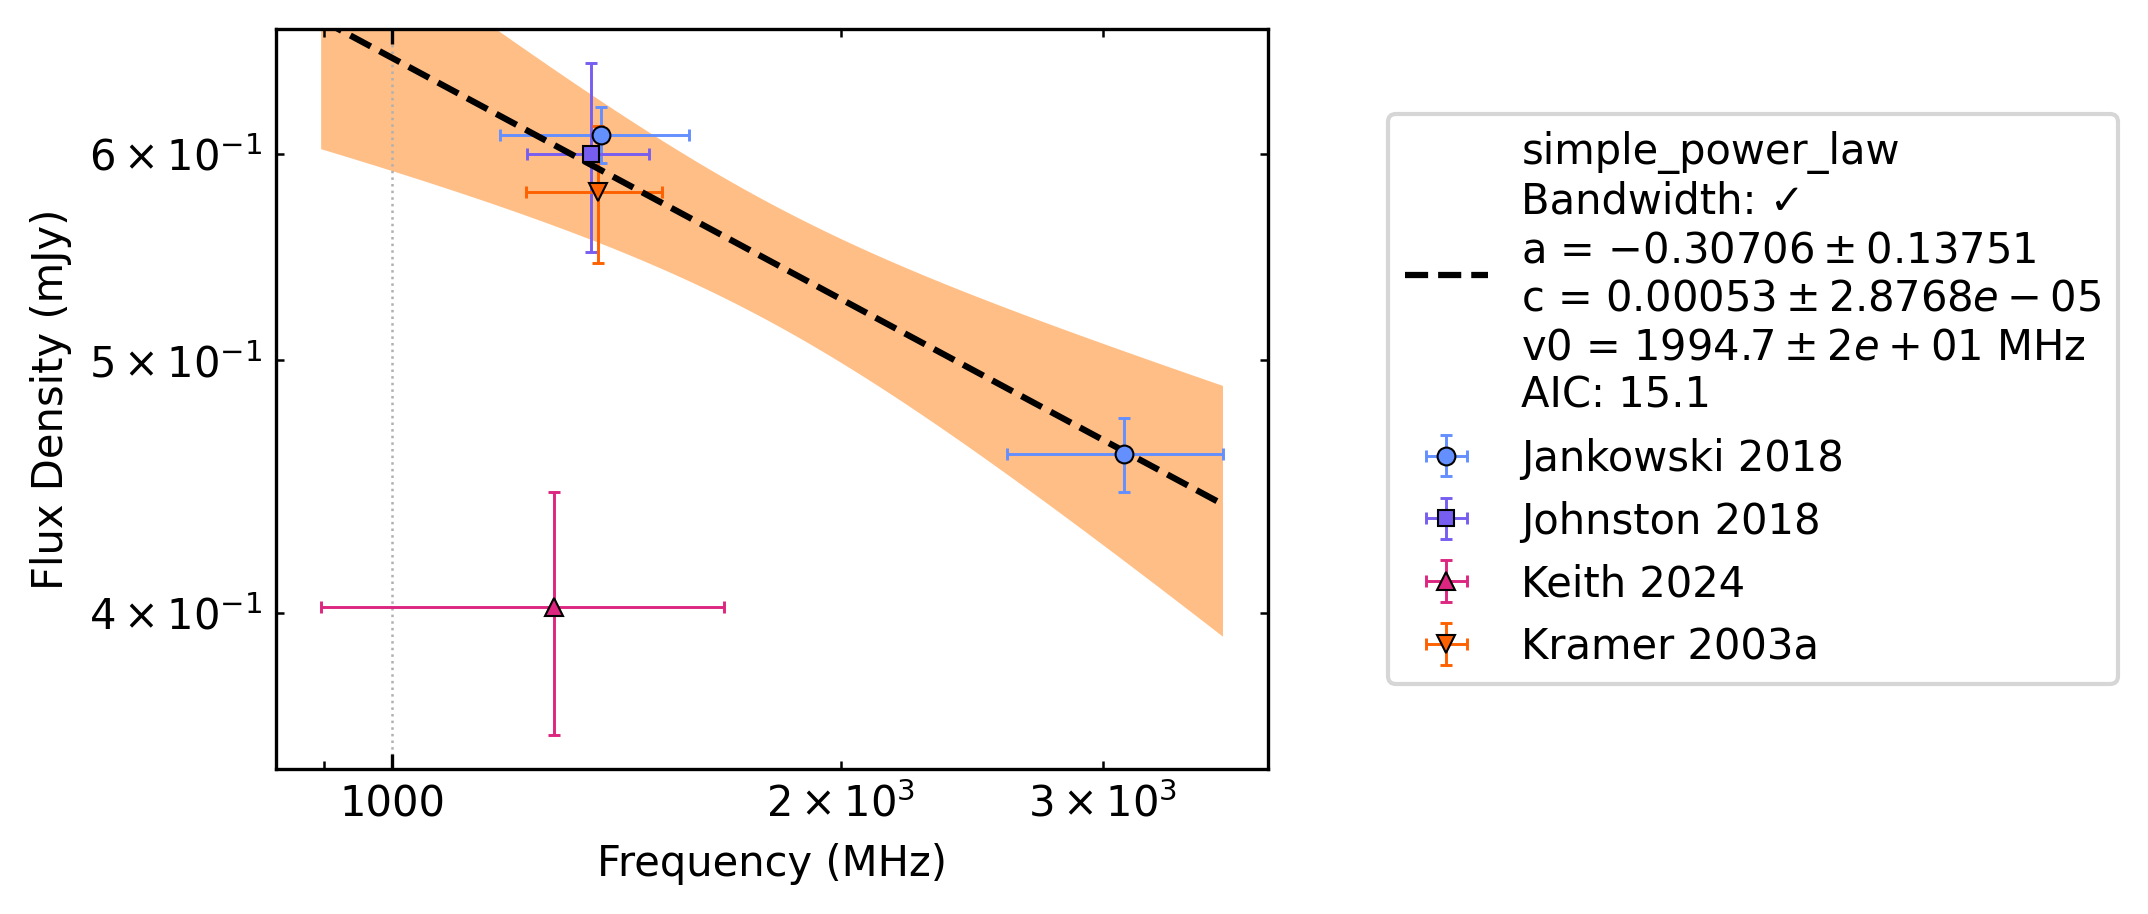 6 × 10⁻¹
5 × 10⁻¹
4 × 10⁻¹
Flux Density (mJy)
1000
2 × 10³
3 × 10³
Frequency (MHz)
simple_power_law
Bandwidth: ✓
a = −0.30706 ± 0.13751
c = 0.00053 ± 2.8768e − 05
v0 = 1994.7 ± 2e + 01 MHz
AIC: 15.1
Jankowski 2018
Johnston 2018
Keith 2024
Kramer 2003a